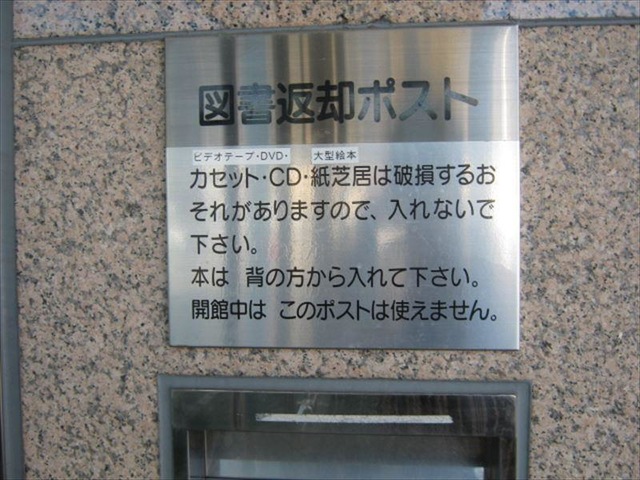 図書返却ポスト
ビデオテープ・DVD・ 大型絵本
カセット・CD・紙芝居は破損するお
それがありますので、入れないで
下さい。
本は 背の方から入れて下さい。
開館中は このポストは使えません。